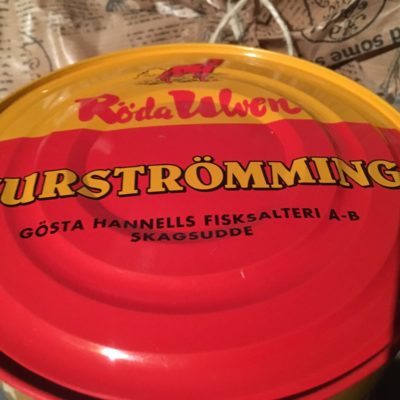 Röda Ulven
URSTRÖMMING
GÖSTA HANNELLS FISKSALTERI A-B
SKAGSUDDE